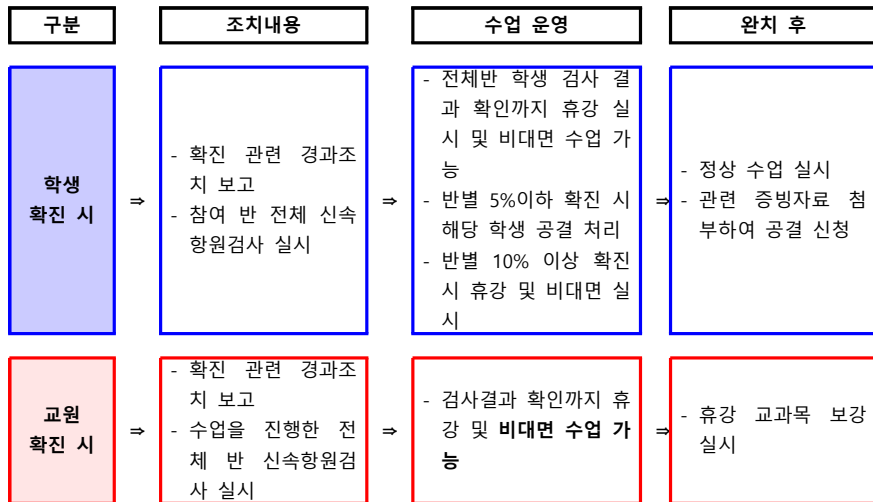 구분
조치내용
수업 운영
완치 후
학생
확진 시
⇒
- 확진 관련 경과조
치 보고
- 참여 반 전체 신속
항원검사 실시
⇒
- 전체반 학생 검사 결
과 확인까지 휴강 실
시 및 비대면 수업 가
능
- 반별 5%이하 확진 시
해당 학생 공결 처리
- 반별 10% 이상 확진
시 휴강 및 비대면 실
시
⇒
- 정상 수업 실시
- 관련 증빙자료 첨
부하여 공결 신청
교원
확진 시
⇒
- 확진 관련 경과조
치 보고
- 수업을 진행한 전
체 반 신속항원검
사 실시
⇒
- 검사결과 확인까지 휴
강 및 비대면 수업 가
능
⇒
- 휴강 교과목 보강
실시